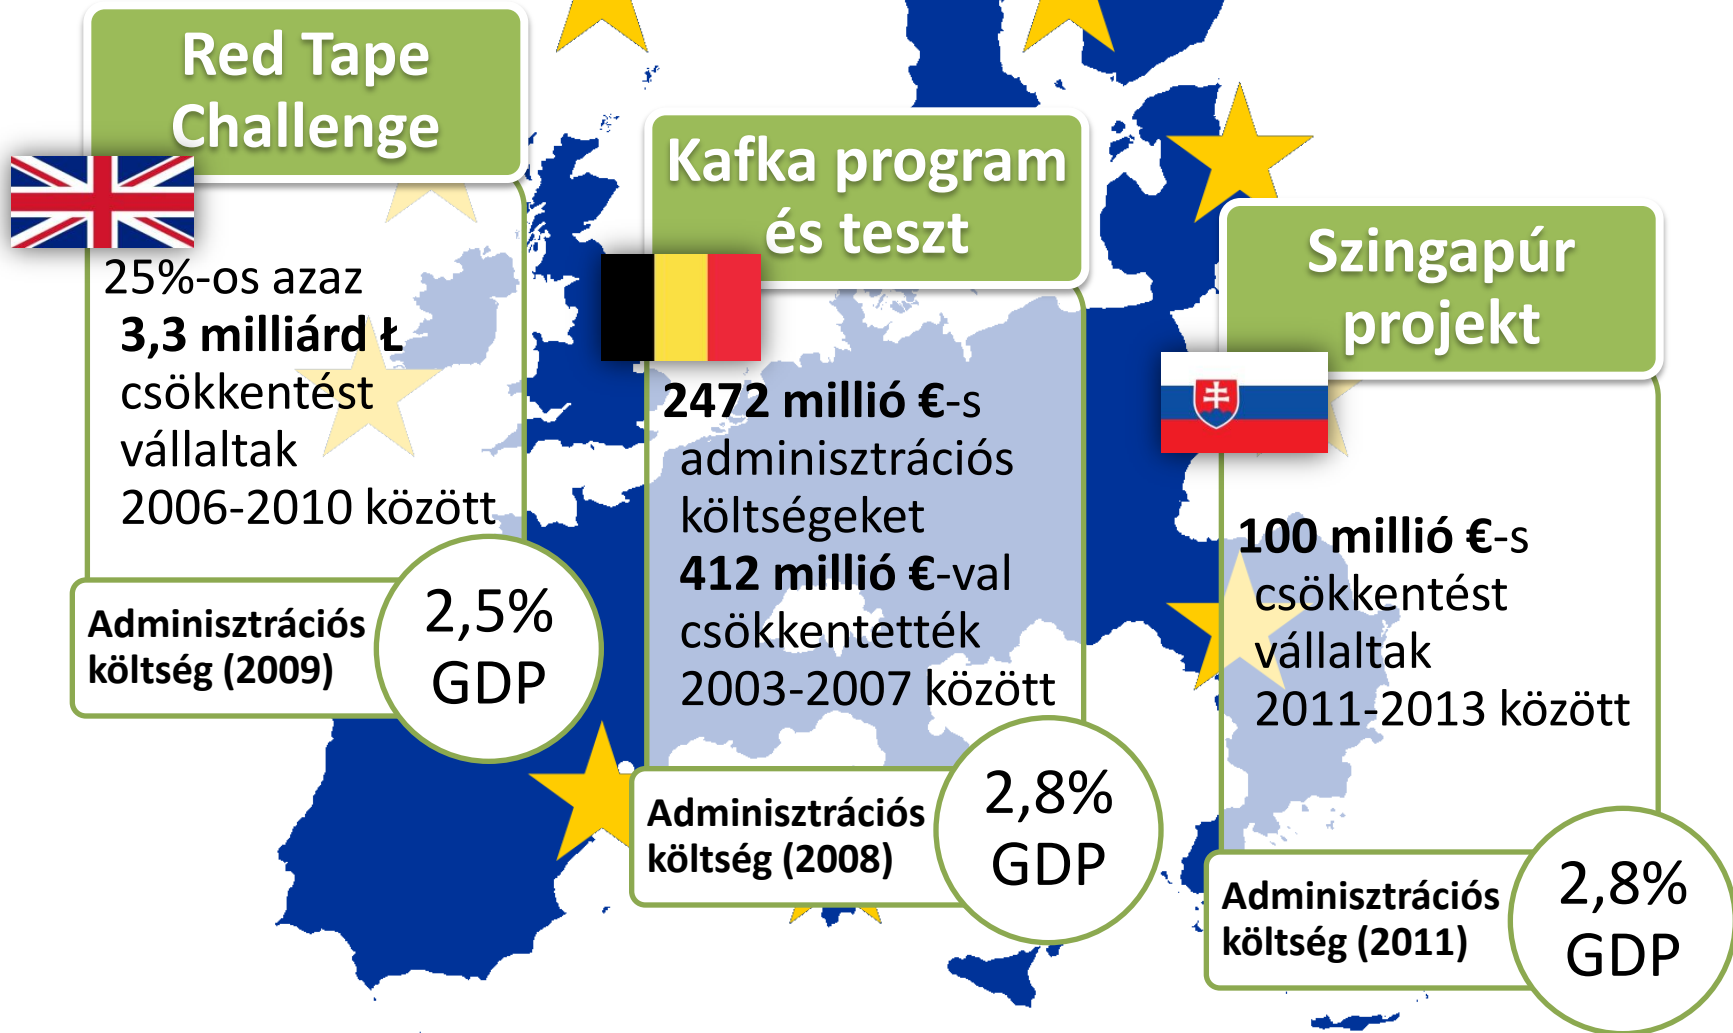 Red Tape
Challenge
25%-os azaz
3,3 milliárd Ł
csökkentést
vállaltak
2006-2010 között
Adminisztrációs
költség (2009)
2,5%
GDP
Kafka program
és teszt
2472 millió €-s
adminisztrációs
költségeket
412 millió €-val
csökkentették
2003-2007 között
Adminisztrációs
költség (2008)
2,8%
GDP
Szingapúr
projekt
100 millió €-s
csökkentést
vállaltak
2011-2013 között
Adminisztrációs
költség (2011)
2,8%
GDP